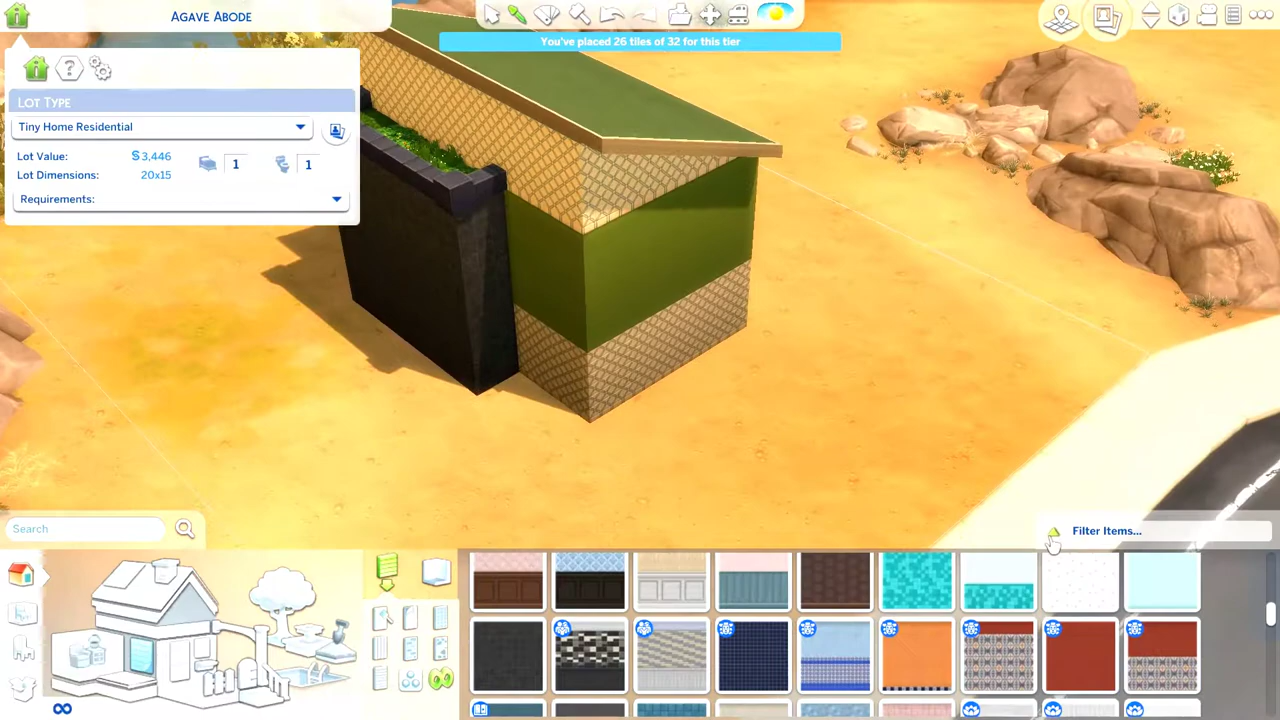 AGAVE ABODE
You've placed 26 tiles of 32 for this tier
LOT TYPE
Tiny Home Residential
Lot Value: $3,446 1 1
Lot Dimensions: 20x15
Requirements:
Search
Filter Items...